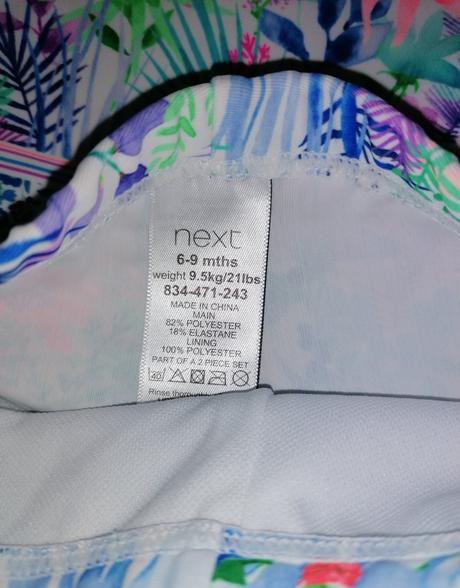 next
6-9 mths
weight 9.5kg/21lbs
834-471-243
MADE IN CHINA
MAIN
82% POLYESTER
18% ELASTANE
LINING
100% POLYESTER
PART OF A 2 PIECE SET
40
Rinse